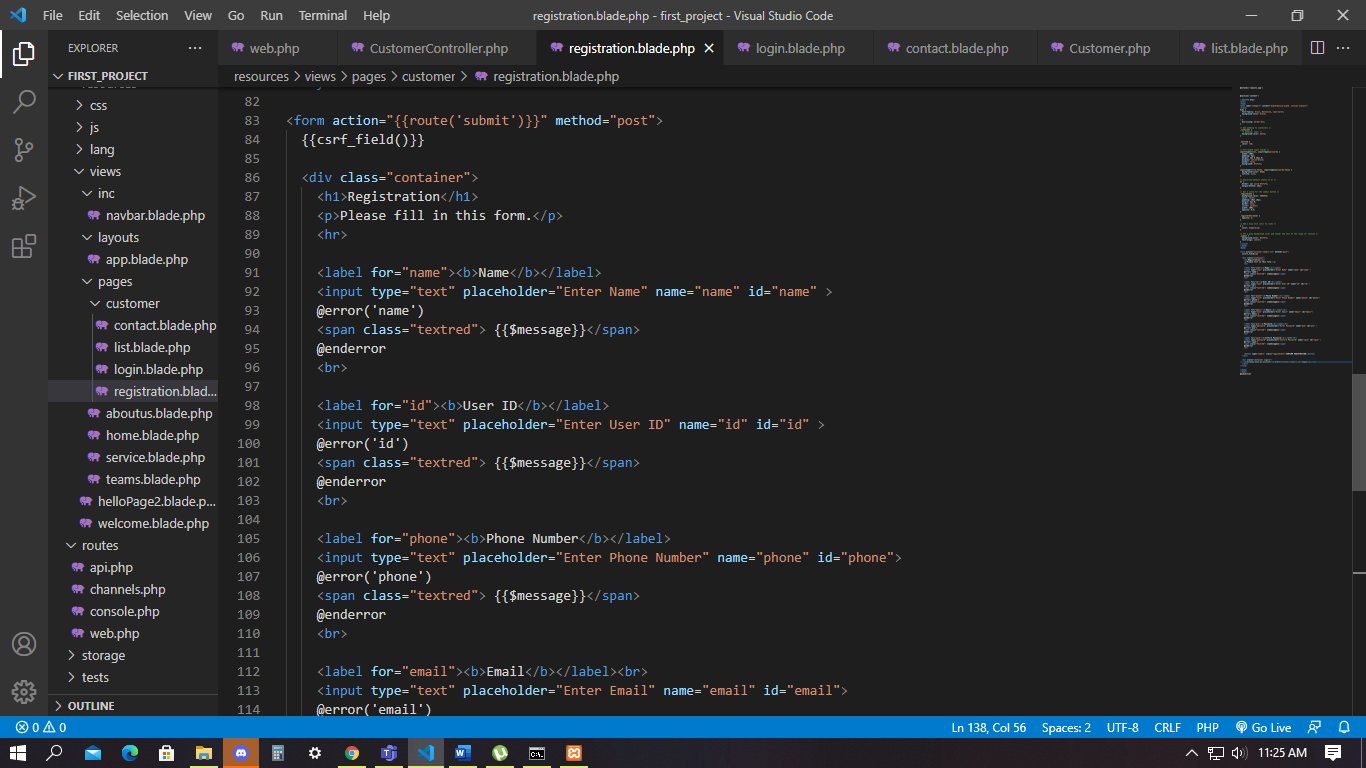 File Edit Selection View Go Run Terminal Help registration.blade.php - first_project - Visual Studio Code
EXPLORER
web.php CustomerController.php registration.blade.php login.blade.php contact.blade.php Customer.php list.blade.php
FIRST_PROJECT
resources > views > pages > customer > registration.blade.php
css
js
lang
views
inc
navbar.blade.php
layouts
app.blade.php
pages
customer
contact.blade.php
list.blade.php
login.blade.php
registration.blad...
aboutus.blade.php
home.blade.php
service.blade.php
teams.blade.php
helloPage2.blade.p...
welcome.blade.php
routes
api.php
channels.php
console.php
web.php
storage
tests
OUTLINE
82
83 <form action="{{route('submit')}}" method="post">
84 {{csrf_field()}}
85
86 <div class="container">
87 <h1>Registration</h1>
88 <p>Please fill in this form.</p>
89 <hr>
90
91 <label for="name"><b>Name</b></label>
92 <input type="text" placeholder="Enter Name" name="name" id="name" >
93 @error('name')
94 <span class="textred"> {{$message}}</span>
95 @enderror
96 <br>
97
98 <label for="id"><b>User ID</b></label>
99 <input type="text" placeholder="Enter User ID" name="id" id="id" >
100 @error('id')
101 <span class="textred"> {{$message}}</span>
102 @enderror
103 <br>
104
105 <label for="phone"><b>Phone Number</b></label>
106 <input type="text" placeholder="Enter Phone Number" name="phone" id="phone">
107 @error('phone')
108 <span class="textred"> {{$message}}</span>
109 @enderror
110 <br>
111
112 <label for="email"><b>Email</b></label><br>
113 <input type="text" placeholder="Enter Email" name="email" id="email">
114 @error('email')
0 0 Ln 138, Col 56 Spaces: 2 UTF-8 CRLF PHP Go Live
11:25 AM